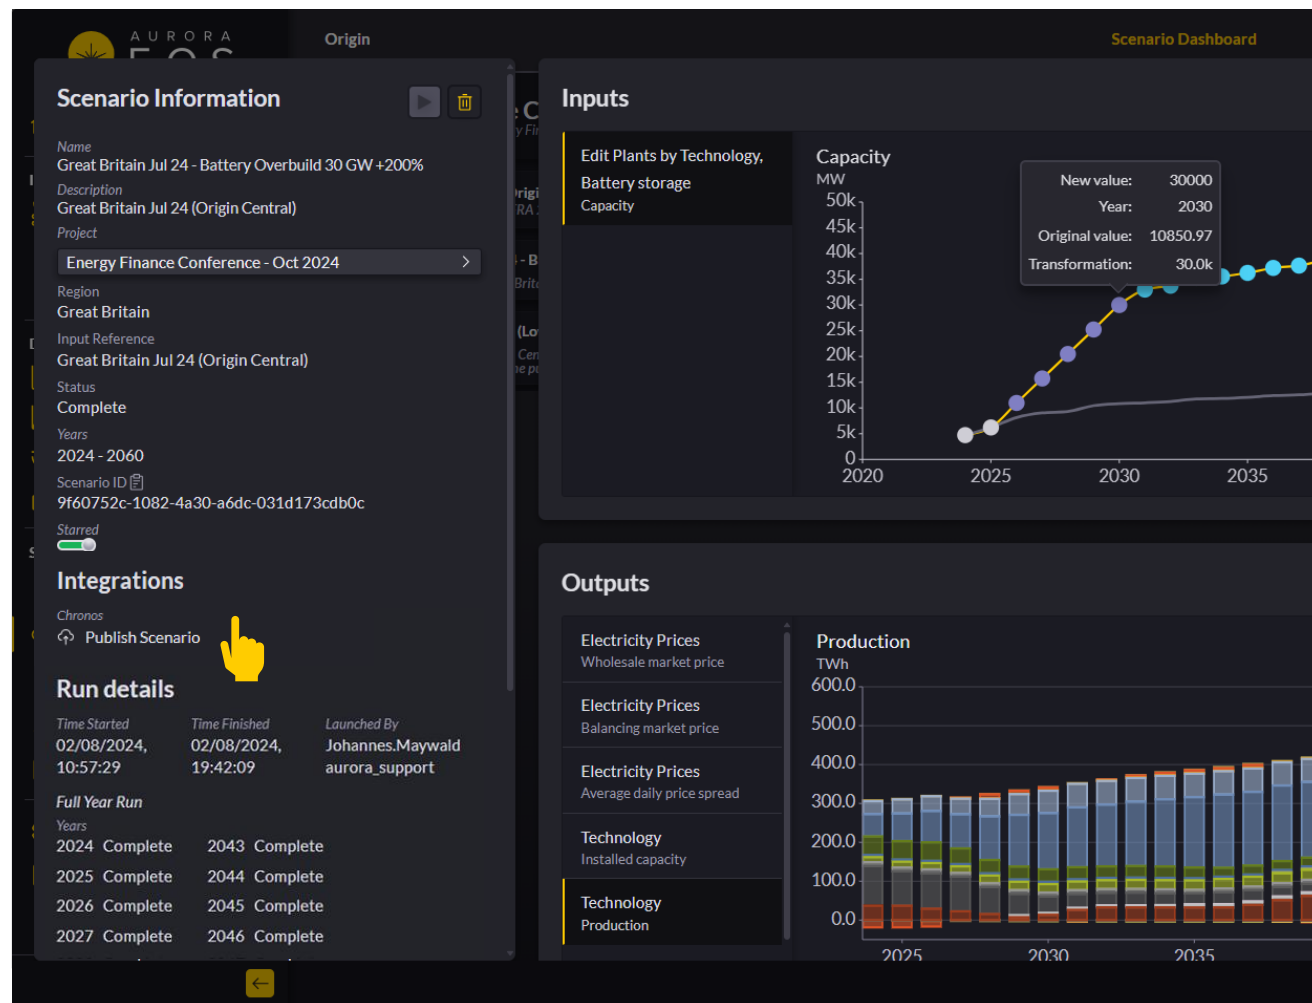 AURORA
EOS
Origin
Scenario Dashboard
Scenario Information
Name
Great Britain Jul 24 - Battery Overbuild 30 GW +200%
Description
Great Britain Jul 24 (Origin Central)
Project
Energy Finance Conference - Oct 2024
Region
Great Britain
Input Reference
Great Britain Jul 24 (Origin Central)
Status
Complete
Years
2024 - 2060
Scenario ID
9f60752c-1082-4a30-a6dc-031d173cdb0c
Starred
Integrations
Chronos
Publish Scenario
Run details
Time Started Time Finished Launched By
02/08/2024, 02/08/2024, Johannes.Maywald
10:57:29 19:42:09 aurora_support
Full Year Run
Years
2024 Complete 2043 Complete
2025 Complete 2044 Complete
2026 Complete 2045 Complete
2027 Complete 2046 Complete
Inputs
Edit Plants by Technology,
Battery storage
Capacity
Capacity
MW
50k
45k
40k
35k
30k
25k
20k
15k
10k
5k
0
2020 2025 2030 2035
New value: 30000
Year: 2030
Original value: 10850.97
Transformation: 30.0k
Outputs
Electricity Prices
Wholesale market price
Electricity Prices
Balancing market price
Electricity Prices
Average daily price spread
Technology
Installed capacity
Technology
Production
Production
TWh
600.0
500.0
400.0
300.0
200.0
100.0
0.0
2025 2030 2035